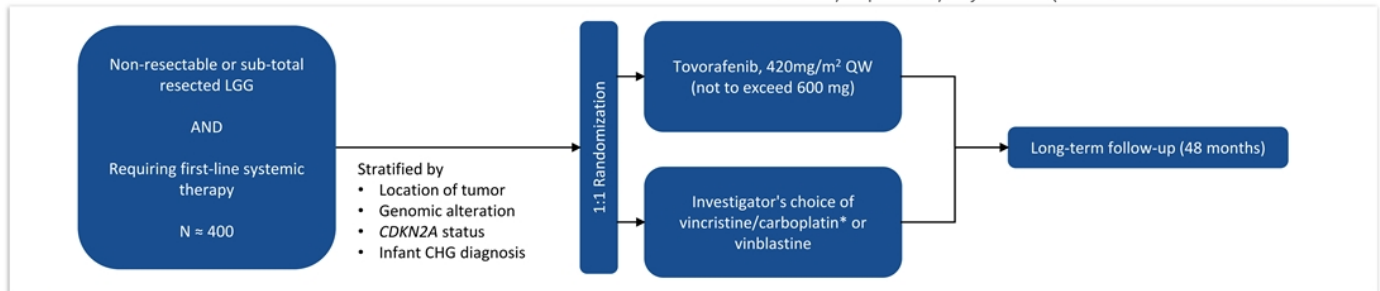 Non-resectable or sub-total
resected LGG
AND
Requiring first-line systemic
therapy
N ≈ 400
Stratified by
• Location of tumor
• Genomic alteration
• CDKN2A status
• Infant CHG diagnosis
1:1 Randomization
Tovorafenib, 420mg/m² QW
(not to exceed 600 mg)
Investigator's choice of
vincristine/carboplatin* or
vinblastine
Long-term follow-up (48 months)